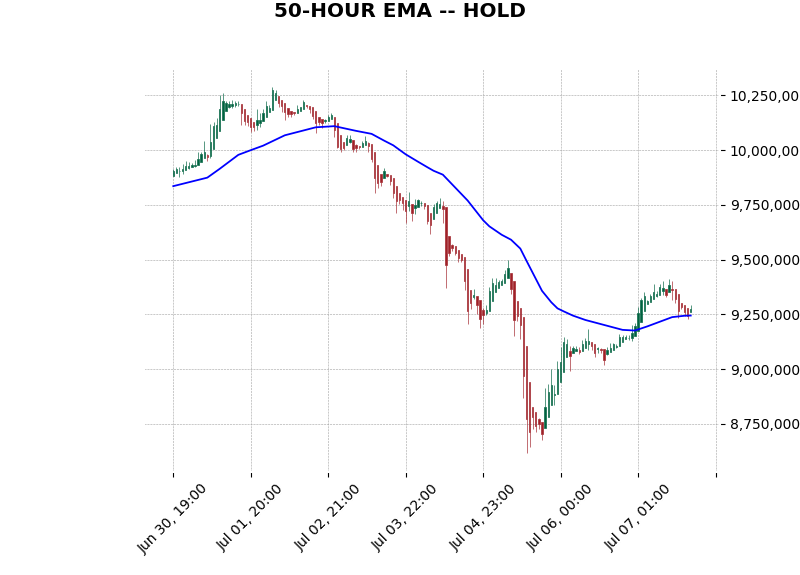 50-HOUR EMA -- HOLD
10,250,00
10,000,00
9,750,000
9,500,000
9,250,000
9,000,000
8,750,000
Jun 30, 19:00
Jul 01, 20:00
Jul 02, 21:00
Jul 03, 22:00
Jul 04, 23:00
Jul 06, 00:00
Jul 07, 01:00